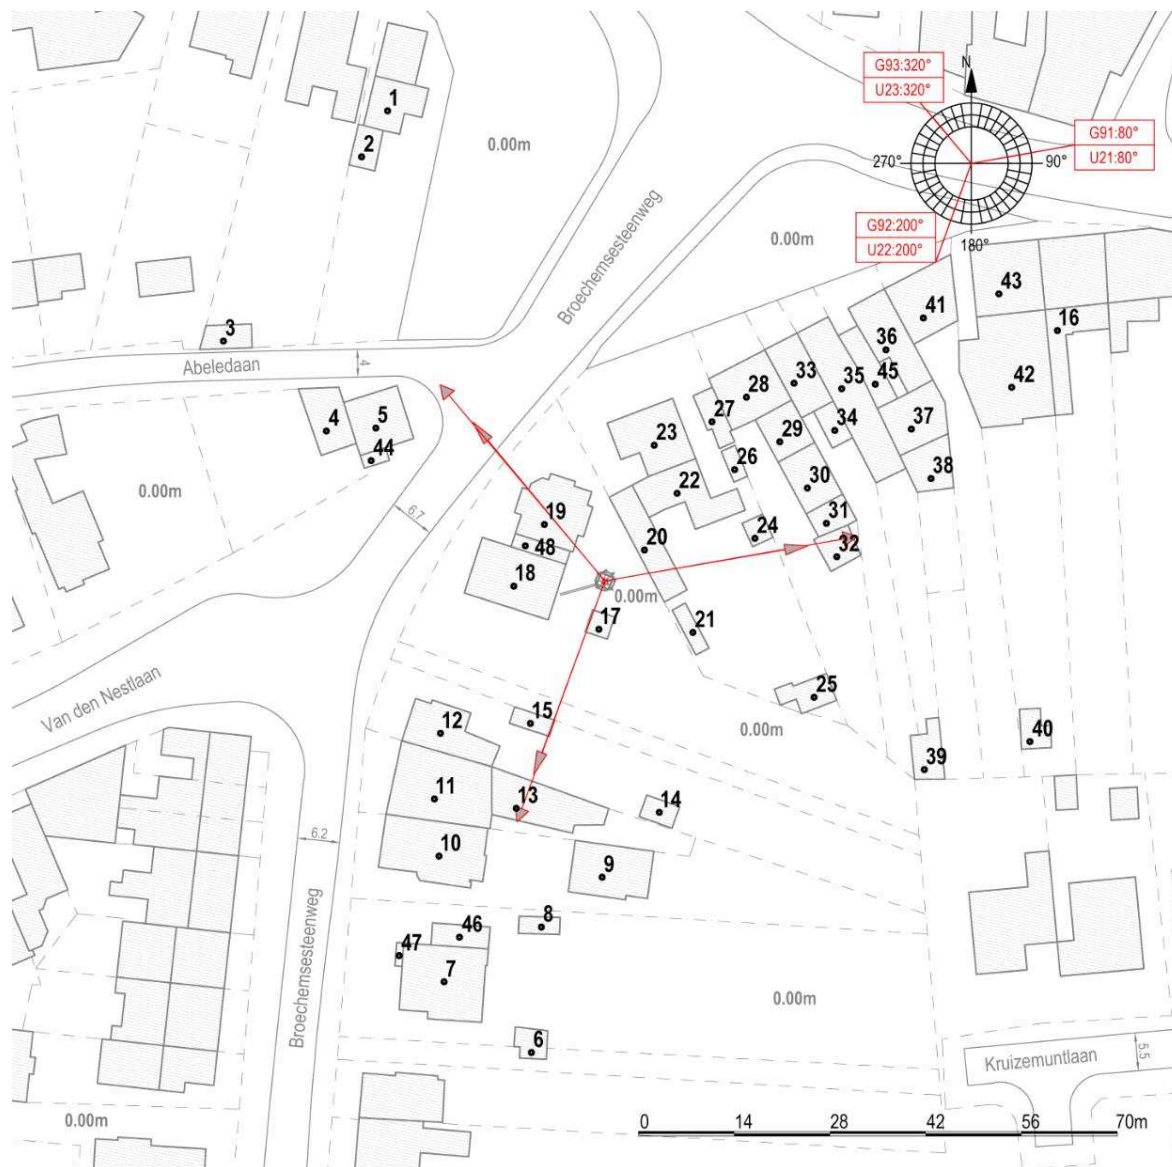 N
G93:320°
U23:320°
G91:80°
U21:80°
270°
90°
G92:200°
U22:200°
180°
1
2
0.00m
Broechemsesteenweg
0.00m
43
41
16
36
3
Abeledaan
4
33
35
45
42
28
27
4
5
44
23
29
34
37
26
30
38
22
0.00m
6.7
19
48
20
24
31
32
18
0.00m
17
21
Van den Nestlaan
25
15
12
0.00m
40
39
11
13
14
6.2
10
9
8
46
47
7
0.00m
Broechemsesteenweg
6
Kruizemuntlaan
5.5
0.00m
0 14 28 42 56 70m